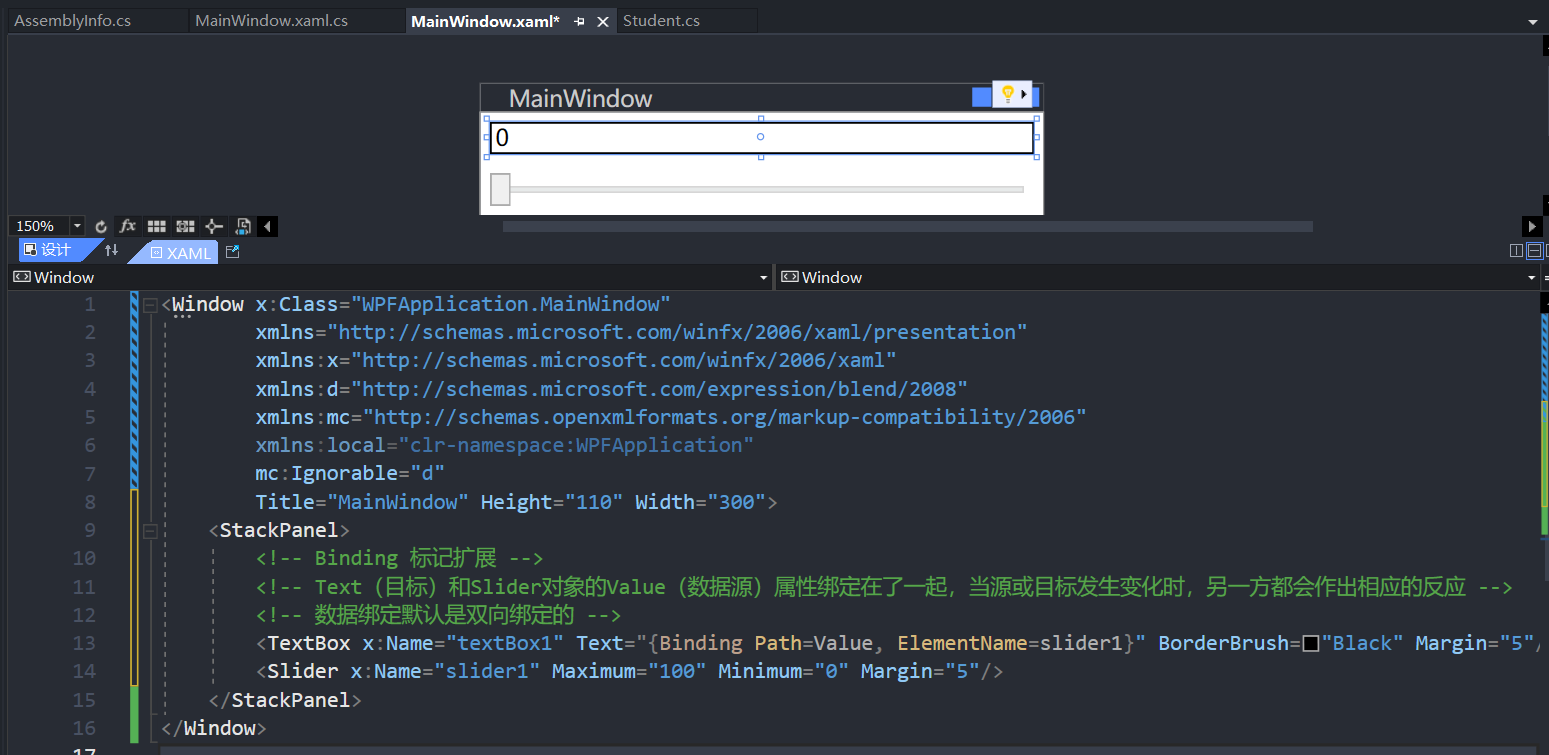 AssemblyInfo.cs MainWindow.xaml.cs MainWindow.xaml* Student.cs
MainWindow
0
150%
设计 XAML
Window Window
1 <Window x:Class="WPFApplication.MainWindow"
2 xmlns="http://schemas.microsoft.com/winfx/2006/xaml/presentation"
3 xmlns:x="http://schemas.microsoft.com/winfx/2006/xaml"
4 xmlns:d="http://schemas.microsoft.com/expression/blend/2008"
5 xmlns:mc="http://schemas.openxmlformats.org/markup-compatibility/2006"
6 xmlns:local="clr-namespace:WPFApplication"
7 mc:Ignorable="d"
8 Title="MainWindow" Height="110" Width="300">
9 <StackPanel>
10 <!-- Binding 标记扩展 -->
11 <!-- Text（目标）和Slider对象的Value（数据源）属性绑定在了一起，当源或目标发生变化时，另一方都会作出相应的反应 -->
12 <!-- 数据绑定默认是双向绑定的 -->
13 <TextBox x:Name="textBox1" Text="{Binding Path=Value, ElementName=slider1}" BorderBrush="Black" Margin="5"/
14 <Slider x:Name="slider1" Maximum="100" Minimum="0" Margin="5"/>
15 </StackPanel>
16 </Window>
17